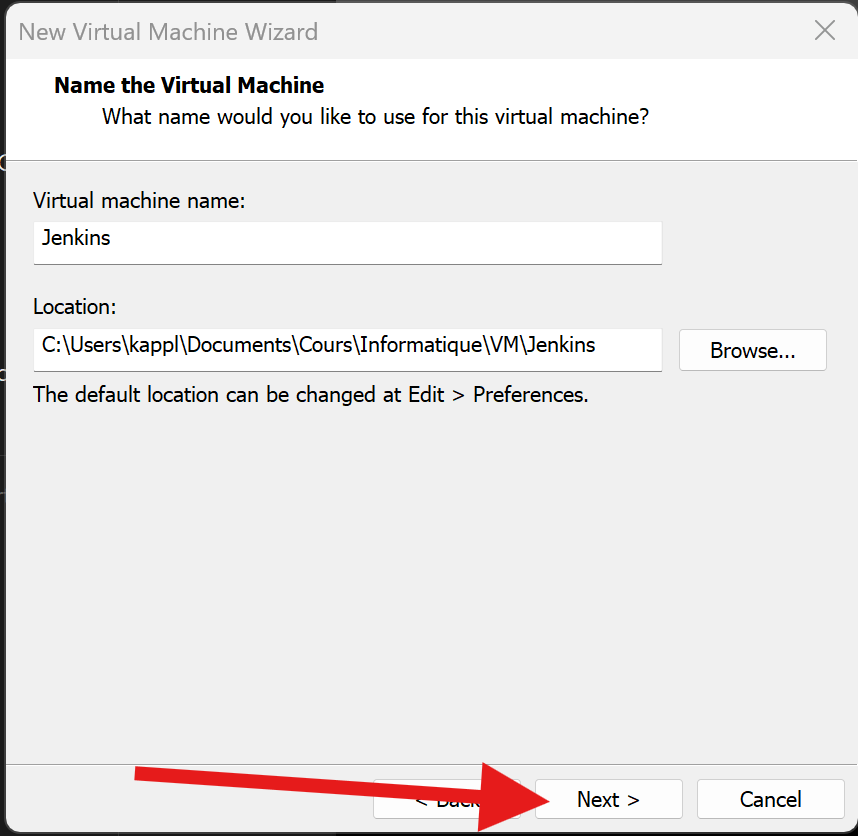 New Virtual Machine Wizard
Name the Virtual Machine
What name would you like to use for this virtual machine?
Virtual machine name:
Jenkins
Location:
C:\Users\kappl\Documents\Cours\Informatique\VM\Jenkins
Browse...
The default location can be changed at Edit > Preferences.
< Back
Next >
Cancel